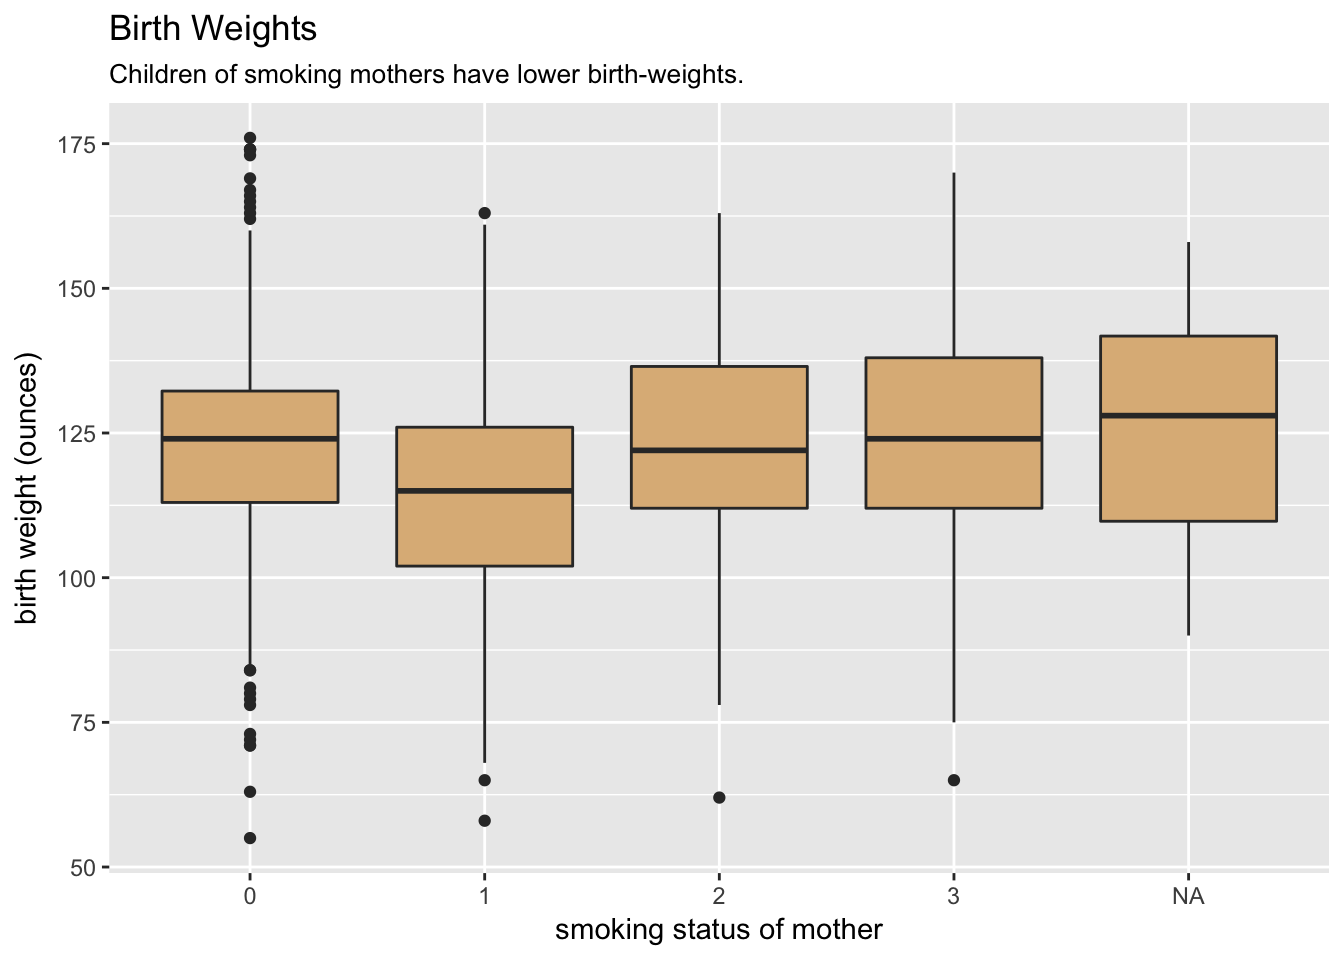 Birth Weights
Children of smoking mothers have lower birth-weights.
175
150
125
100
75
50
birth weight (ounces)
0 1 2 3 NA
smoking status of mother